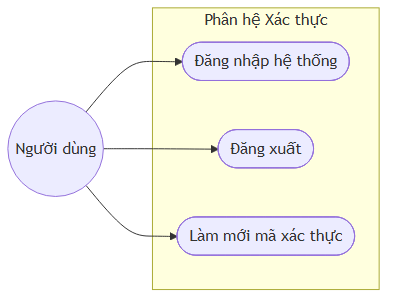 Phân hệ Xác thực
Đăng nhập hệ thống
Người dùng
Đăng xuất
Làm mới mã xác thực